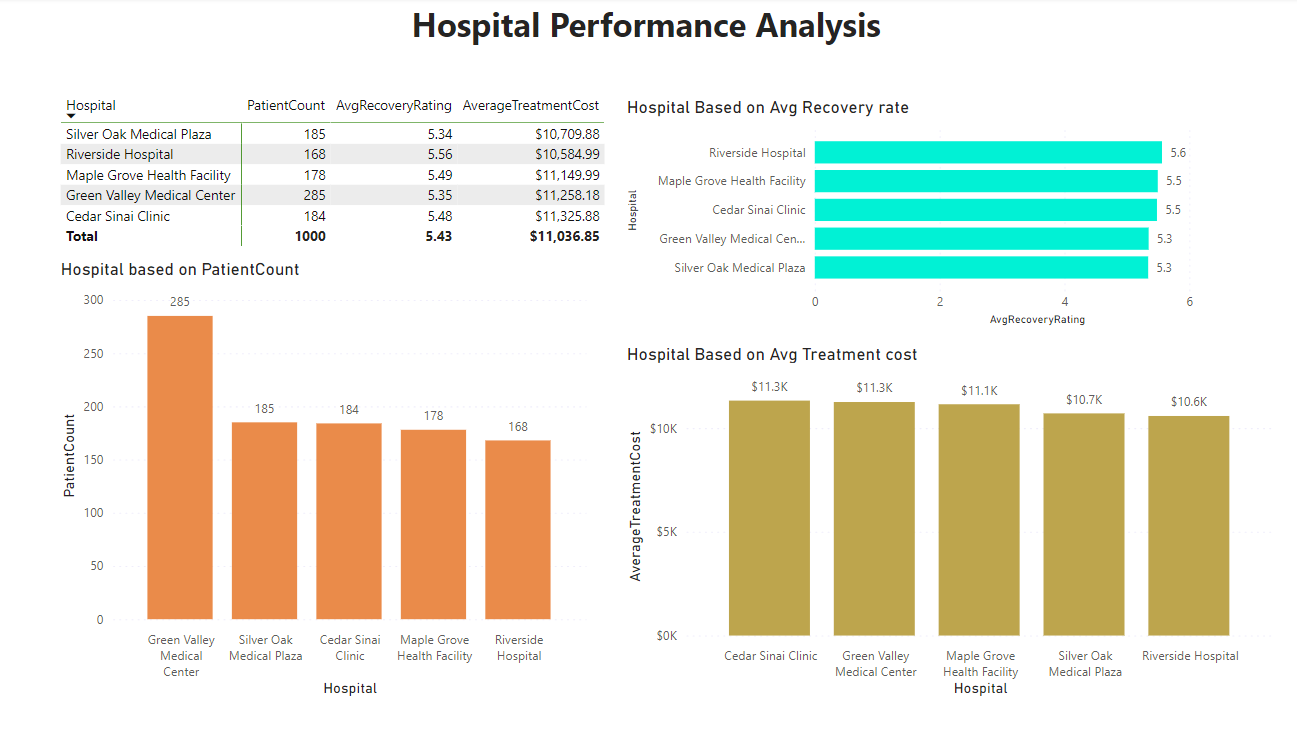 Hospital Performance Analysis
Hospital PatientCount AvgRecoveryRating AverageTreatmentCost
Silver Oak Medical Plaza 185 5.34 $10,709.88
Riverside Hospital 168 5.56 $10,584.99
Maple Grove Health Facility 178 5.49 $11,149.99
Green Valley Medical Center 285 5.35 $11,258.18
Cedar Sinai Clinic 184 5.48 $11,325.88
Total 1000 5.43 $11,036.85
Hospital based on PatientCount
PatientCount
300
250
200
150
100
50
0
285
185
184
178
168
Green Valley
Medical
Center
Silver Oak
Medical Plaza
Cedar Sinai
Clinic
Maple Grove
Health Facility
Riverside
Hospital
Hospital
Hospital Based on Avg Recovery rate
Hospital
Riverside Hospital 5.6
Maple Grove Health Facility 5.5
Cedar Sinai Clinic 5.5
Green Valley Medical Cen... 5.3
Silver Oak Medical Plaza 5.3
0 2 4 6
AvgRecoveryRating
Hospital Based on Avg Treatment cost
AverageTreatmentCost
$10K
$5K
$0K
$11.3K
$11.3K
$11.1K
$10.7K
$10.6K
Cedar Sinai Clinic
Green Valley
Medical Center
Maple Grove
Health Facility
Silver Oak
Medical Plaza
Riverside Hospital
Hospital